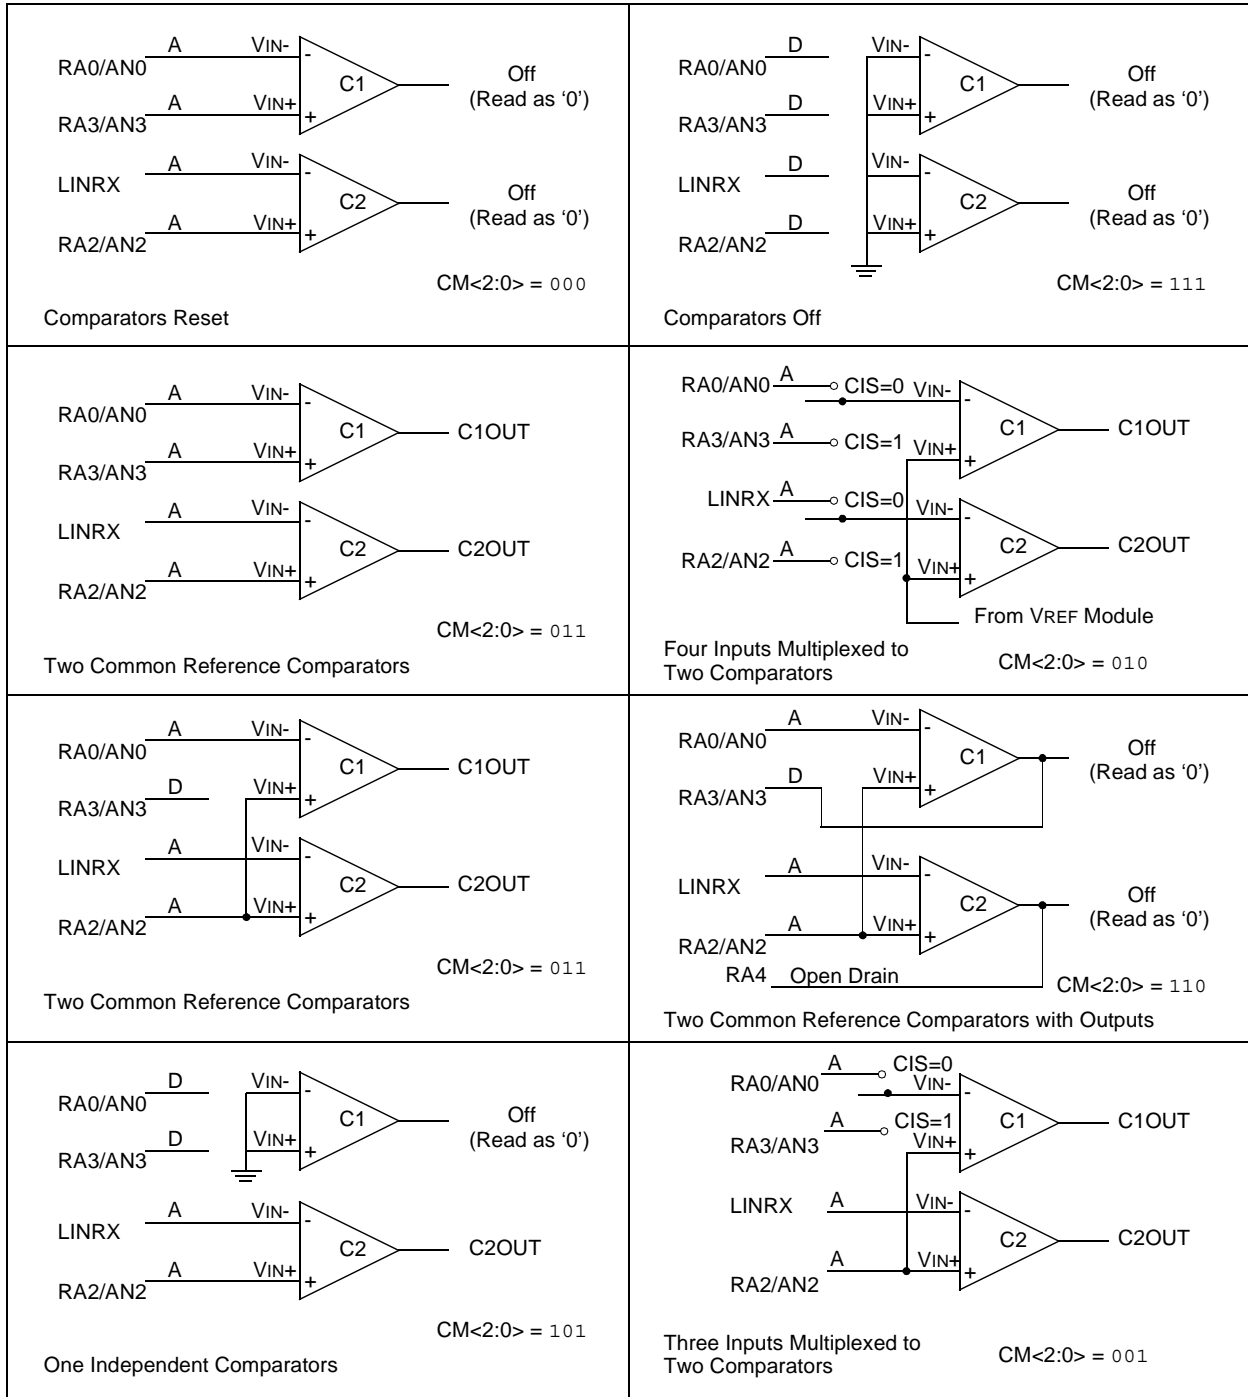 A VIN-
RA0/AN0 - C1 Off
A VIN+ (Read as ‘0’)
RA3/AN3 +
A VIN-
LINRX - C2 Off
A VIN+ (Read as ‘0’)
RA2/AN2 +
CM<2:0> = 000
Comparators Reset
D VIN-
RA0/AN0 - C1 Off
D VIN+ (Read as ‘0’)
RA3/AN3 +
D VIN-
LINRX - C2 Off
D VIN+ (Read as ‘0’)
RA2/AN2 +
CM<2:0> = 111
Comparators Off
A VIN-
RA0/AN0 - C1 C1OUT
A VIN+
RA3/AN3 +
A VIN-
LINRX - C2 C2OUT
A VIN+
RA2/AN2 +
CM<2:0> = 011
Two Common Reference Comparators
RA0/AN0 A CIS=0 VIN-
- C1 C1OUT
RA3/AN3 A CIS=1 VIN+
+
LINRX A CIS=0 VIN-
- C2 C2OUT
RA2/AN2 A CIS=1 VIN+
+
From VREF Module
Four Inputs Multiplexed to
Two Comparators
CM<2:0> = 010
A VIN-
RA0/AN0 - C1 C1OUT
D VIN+
RA3/AN3 +
A VIN-
LINRX - C2 C2OUT
A VIN+
RA2/AN2 +
CM<2:0> = 011
Two Common Reference Comparators
A VIN-
RA0/AN0 - C1 Off
D VIN+ (Read as ‘0’)
RA3/AN3 +
A VIN-
LINRX - C2 Off
A VIN+ (Read as ‘0’)
RA2/AN2 +
RA4 Open Drain
CM<2:0> = 110
Two Common Reference Comparators with Outputs
D VIN-
RA0/AN0 - C1 Off
D VIN+ (Read as ‘0’)
RA3/AN3 +
A VIN-
LINRX - C2 C2OUT
A VIN+
RA2/AN2 +
CM<2:0> = 101
One Independent Comparators
A CIS=0
RA0/AN0 VIN-
- C1 C1OUT
A CIS=1
RA3/AN3 VIN+
+
LINRX A VIN-
- C2 C2OUT
A VIN+
RA2/AN2 +
Three Inputs Multiplexed to
Two Comparators
CM<2:0> = 001